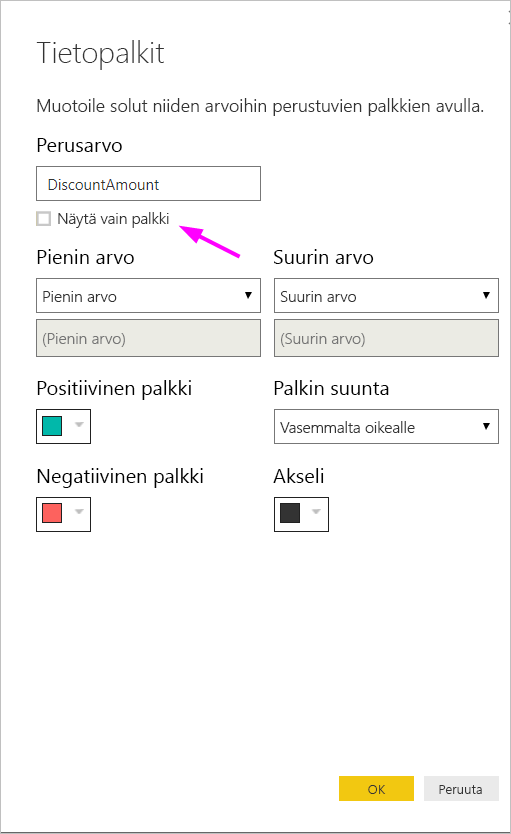 Tietopalkit
Muotoile solut niiden arvoihin perustuvien palkkien avulla.
Perusarvo
DiscountAmount
Näytä vain palkki
Pienin arvo
Suurin arvo
Pienin arvo
Suurin arvo
(Pienin arvo)
(Suurin arvo)
Positiivinen palkki
Palkin suunta
Vasemmalta oikealle
Negatiivinen palkki
Akseli
OK
Peruuta